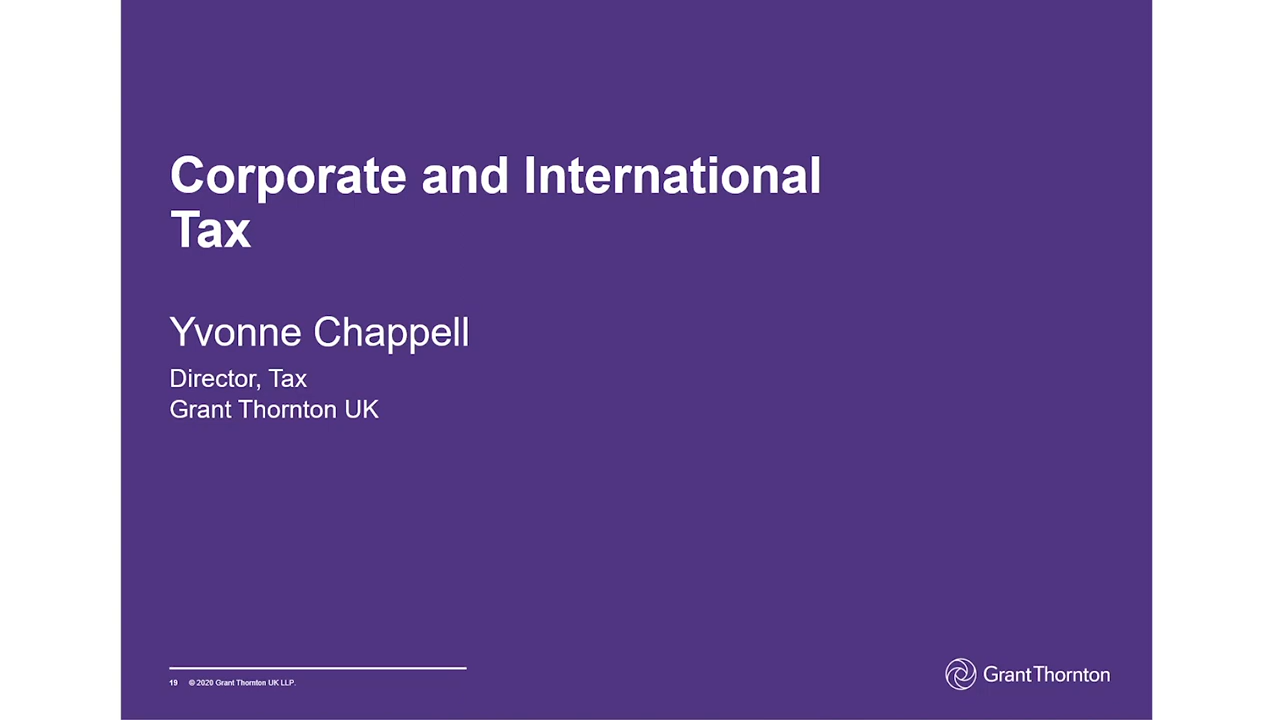 Corporate and International
Tax
Yvonne Chappell
Director, Tax
Grant Thornton UK
19 © 2020 Grant Thornton UK LLP.
Grant Thornton